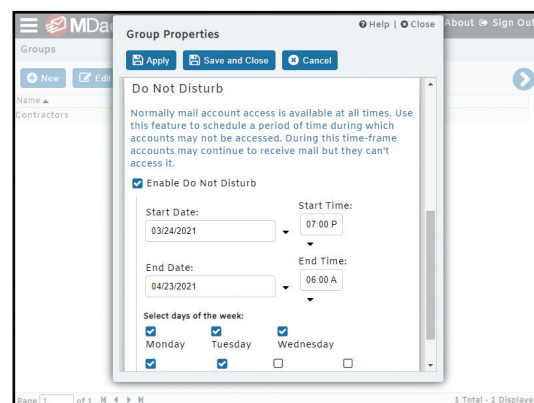 MDae
About Sign Out
Groups
New Edit
Name
Contractors
Group Properties
Help | Close
Apply Save and Close Cancel
Do Not Disturb
Normally mail account access is available at all times. Use
this feature to schedule a period of time during which
accounts may not be accessed. During this time-frame
accounts may continue to receive mail but they can't
access it.
Enable Do Not Disturb
Start Date: Start Time:
03/24/2021 07:00 P
End Date: End Time:
04/23/2021 06:00 A
Select days of the week:
Monday Tuesday Wednesday
Page 1 of 1 1 Total - 1 Displaye